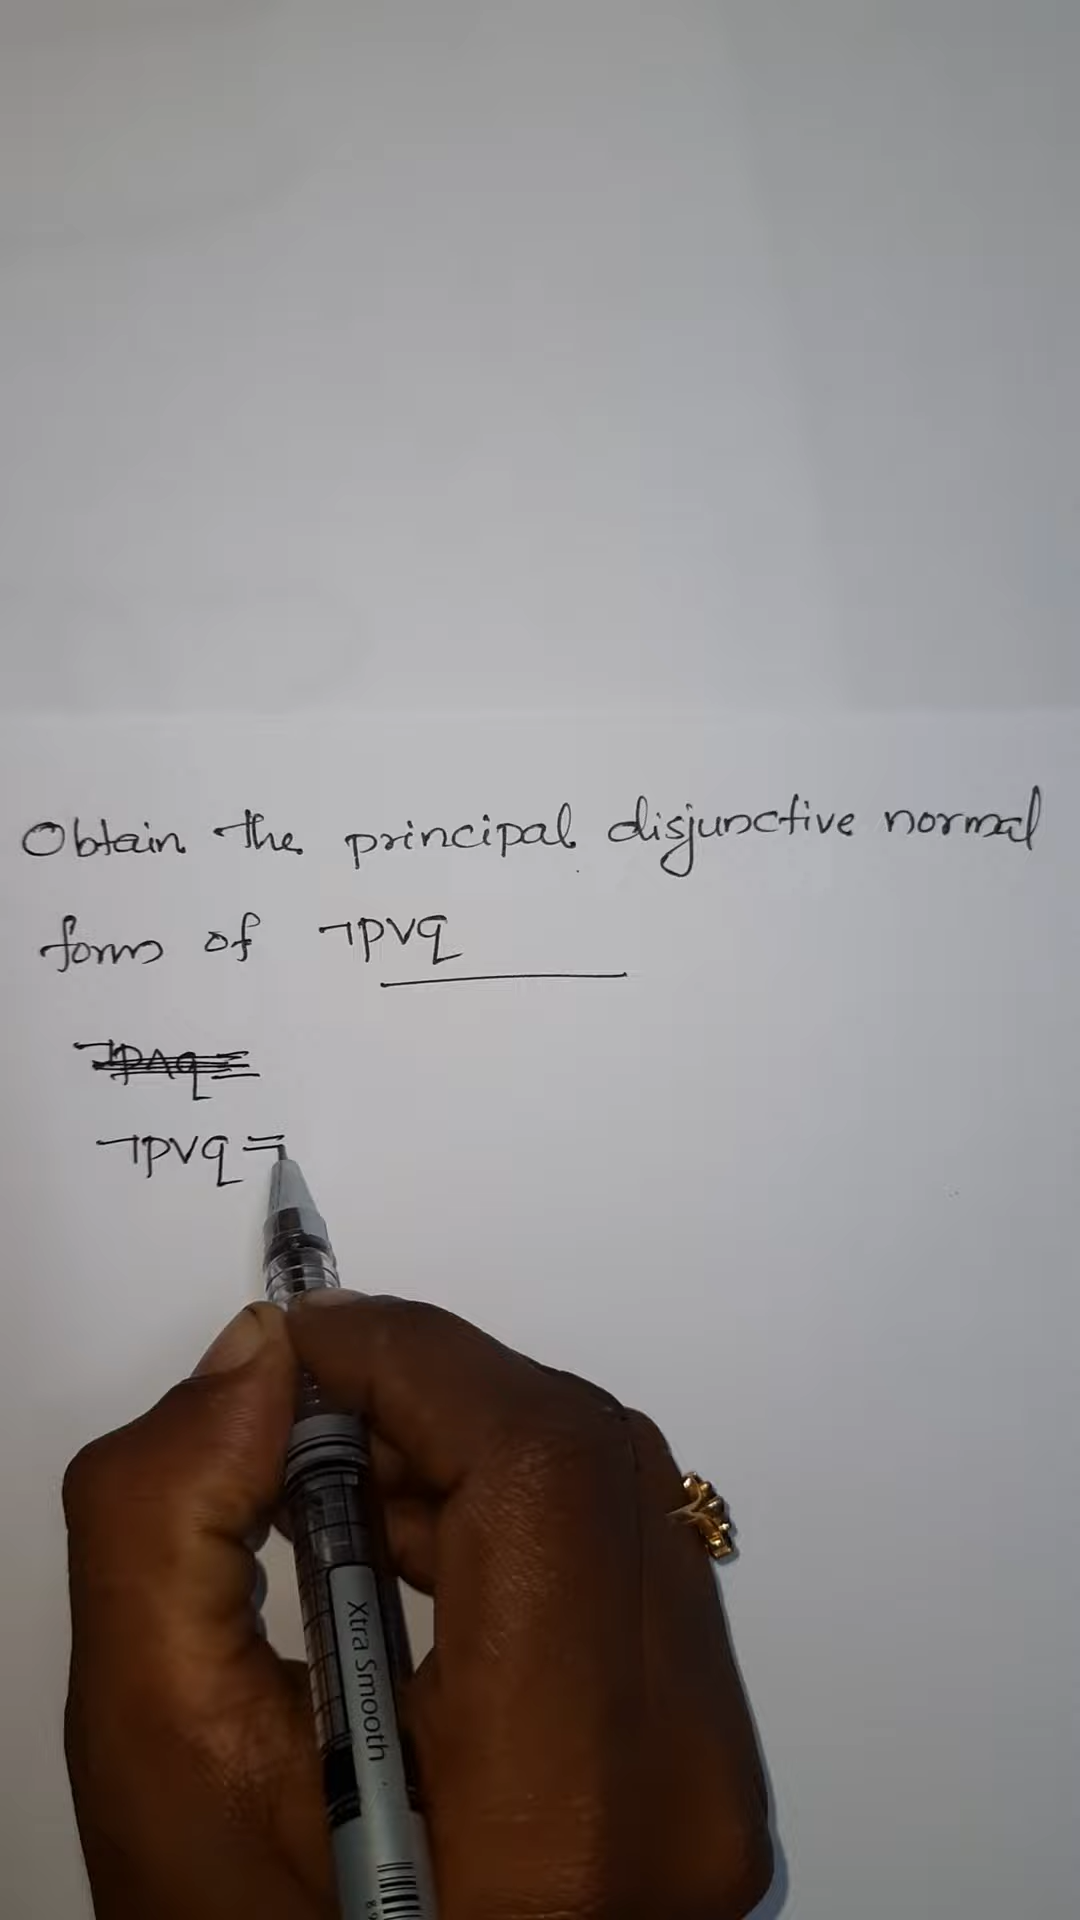 Obtain the principal disjunctive normal
form of ¬p∨q
¬p∧q≡
¬p∨q=
Xtra Smooth